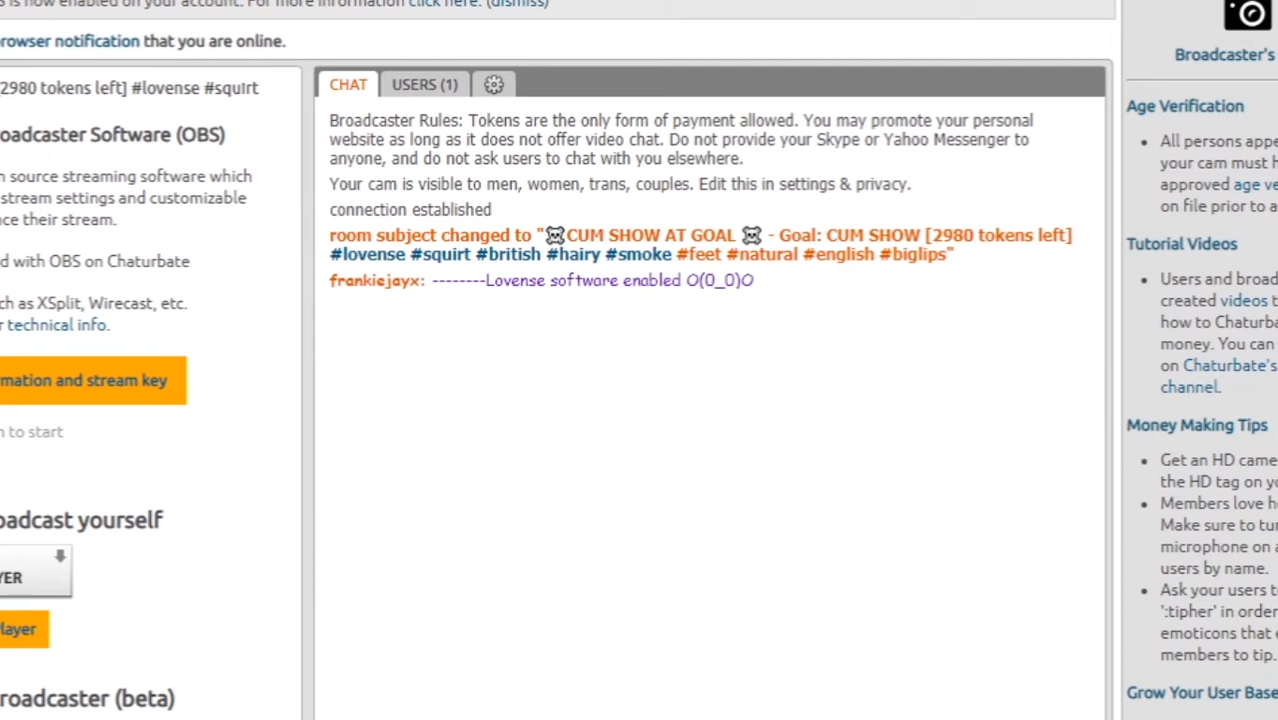 is now enabled on your account. For more information click here. (dismiss)
rowser notification that you are online.
[2980 tokens left] #lovense #squirt
CHAT
USERS (1)
Broadcaster Rules: Tokens are the only form of payment allowed. You may promote your personal
website as long as it does not offer video chat. Do not provide your Skype or Yahoo Messenger to
anyone, and do not ask users to chat with you elsewhere.
Your cam is visible to men, women, trans, couples. Edit this in settings & privacy.
connection established
room subject changed to "☠CUM SHOW AT GOAL ☠ - Goal: CUM SHOW [2980 tokens left]
#lovense #squirt #british #hairy #smoke #feet #natural #english #biglips"
frankiejayx: --------Lovense software enabled O(0_0)O
oadcaster Software (OBS)
n source streaming software which
stream settings and customizable
nce their stream.
d with OBS on Chaturbate
ch as XSplit, Wirecast, etc.
r technical info.
mation and stream key
n to start
oadcast yourself
YER
layer
roadcaster (beta)
Broadcaster's
Age Verification
• All persons appe
your cam must h
approved age ve
on file prior to a
Tutorial Videos
• Users and broad
created videos t
how to Chaturba
money. You can
on Chaturbate's
channel.
Money Making Tips
• Get an HD came
the HD tag on yo
• Members love he
Make sure to tur
microphone on a
users by name.
• Ask your users to
':tipher' in order
emoticons that e
members to tip.
Grow Your User Base